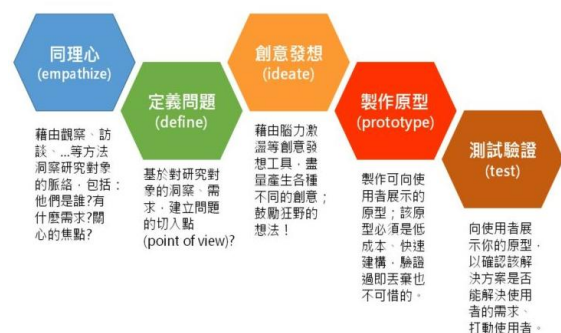 同理心
(empathize)
藉由觀察、訪
談、...等方法
洞察研究對象
的脈絡，包括：
他們是誰?有
什麼需求?關
心的焦點?
定義問題
(define)
基於對研究對
象的洞察、需
求，建立問題
的切入點
(point of view)?
創意發想
(ideate)
藉由腦力激
盪等創意發
想工具，盡
量產生各種
不同的創意；
鼓勵狂野的
想法！
製作原型
(prototype)
製作可向使
用者展示的
原型；該原
型必須是低
成本、快速
建構，驗證
過即丟棄也
不可惜的。
測試驗證
(test)
向使用者展
示你的原型，
以確認該解
決方案是否
能解決使用
者的需求、
打動使用者。